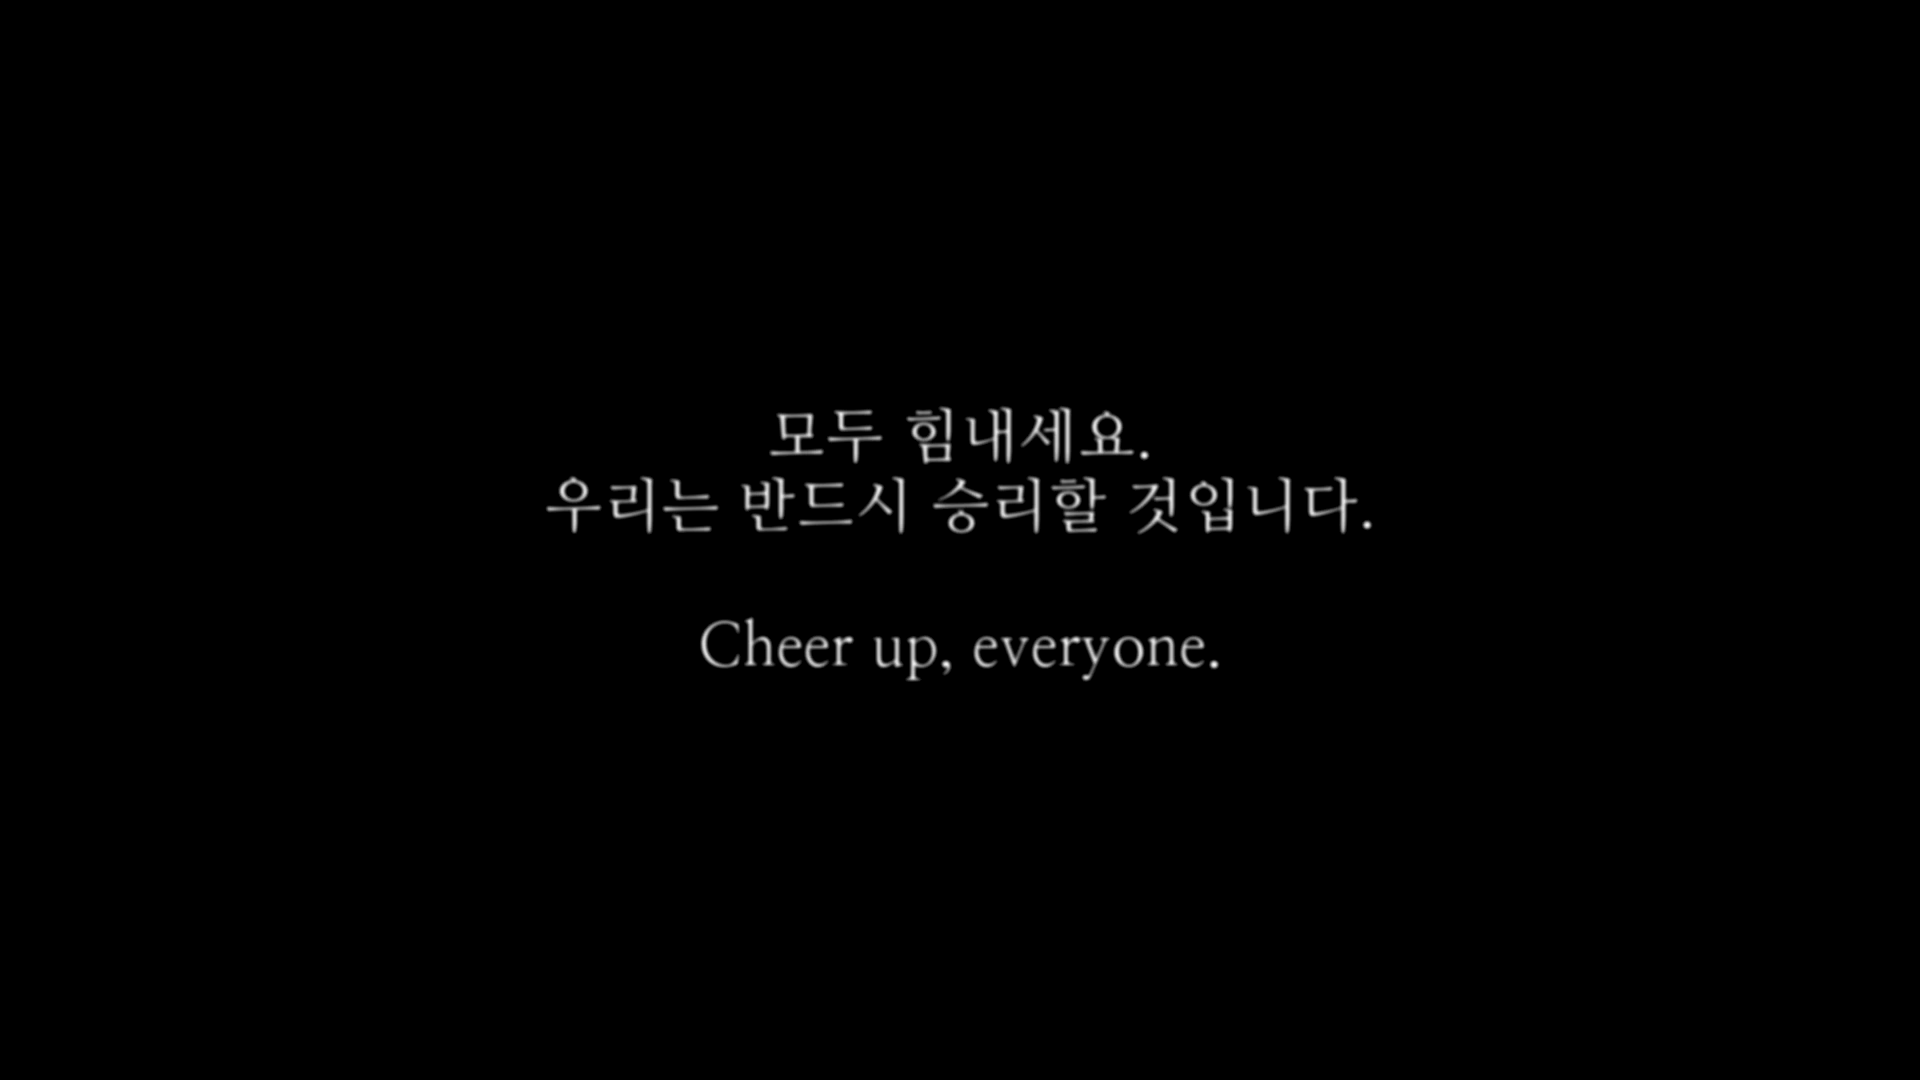 모두 힘내세요.
우리는 반드시 승리할 것입니다.
Cheer up, everyone.